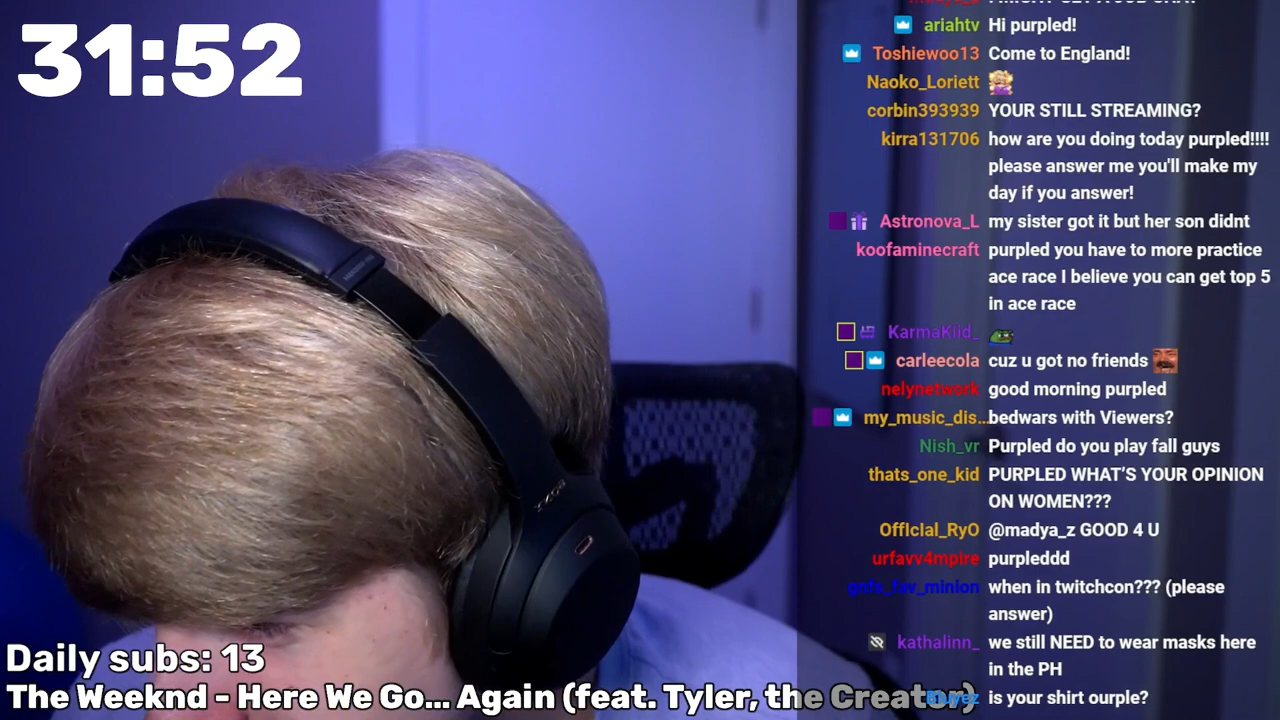 31:52
ariahtv Hi purpled!
Toshiewoo13 Come to England!
Naoko_Loriett
corbin393939 YOUR STILL STREAMING?
kirra131706 how are you doing today purpled!!!!
please answer me you'll make my
day if you answer!
Astronova_L my sister got it but her son didnt
koofaminecraft purpled you have to more practice
ace race I believe you can get top 5
in ace race
KarmaKiid_
carleecola cuz u got no friends
nelynetwork good morning purpled
my_music_dis... bedwars with Viewers?
Nish_vr Purpled do you play fall guys
thats_one_kid PURPLED WHAT'S YOUR OPINION
ON WOMEN???
OffIcIal_RyO @madya_z GOOD 4 U
urfavv4mpire purpleddd
gnfs_fav_minion when in twitchcon??? (please
answer)
kathalinn_ we still NEED to wear masks here
in the PH
is your shirt ourple?
Daily subs: 13
The Weeknd - Here We Go... Again (feat. Tyler, the Creator)
SONY